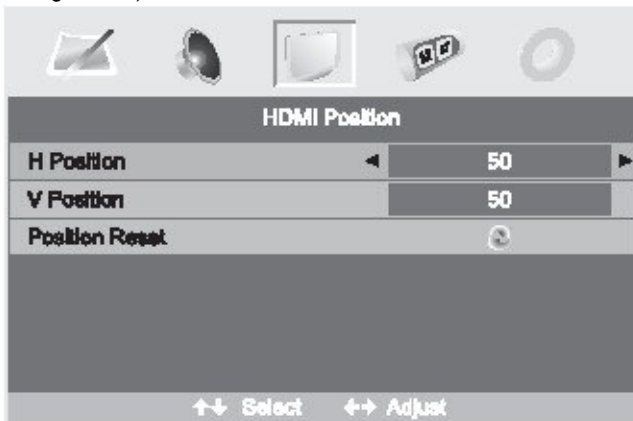 HDMI Position
H Position ◄ 50 ►
V Position 50
Position Reset
↑↓ Select ←→ Adjust